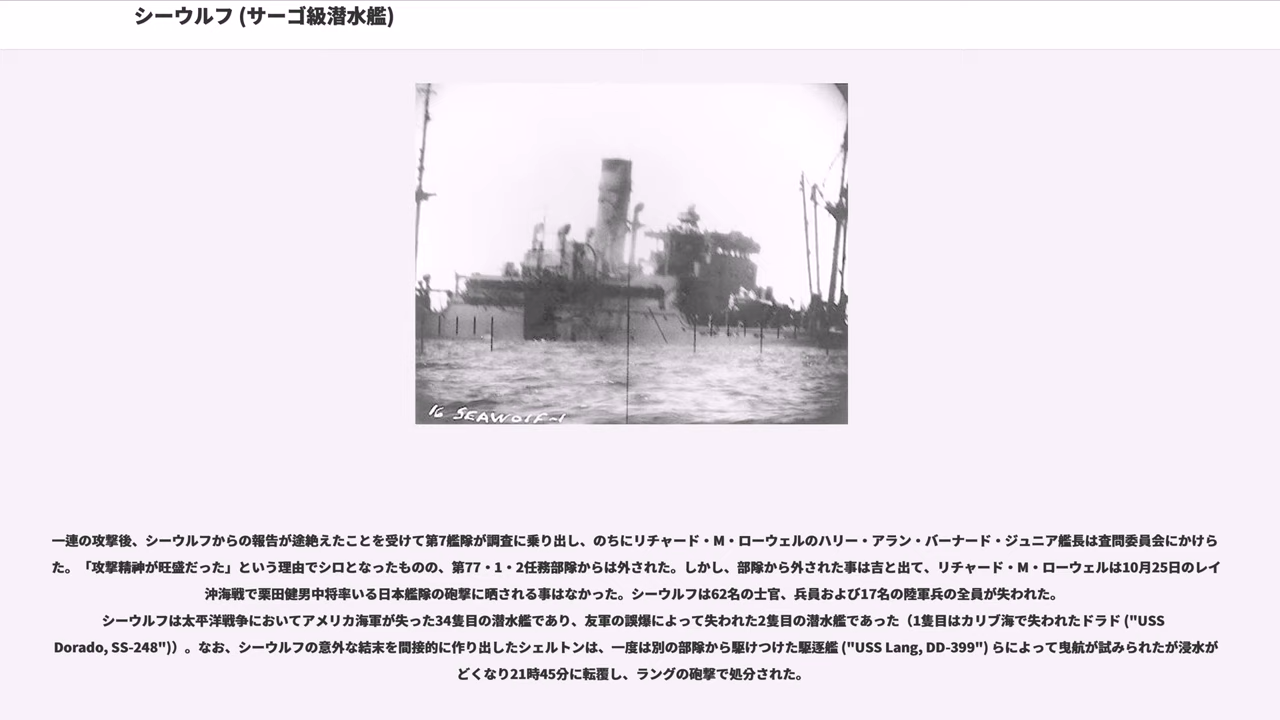 シーウルフ (サーゴ級潜水艦)
16 SEAWOLF-1
一連の攻撃後、シーウルフからの報告が途絶えたことを受けて第7艦隊が調査に乗り出し、のちにリチャード・M・ローウェルのハリー・アラン・バーナード・ジュニア艦長は査問委員会にかけら
た。「攻撃精神が旺盛だった」という理由でシロとなったものの、第77・1・2任務部隊からは外された。しかし、部隊から外された事は吉と出て、リチャード・M・ローウェルは10月25日のレイ
沖海戦で栗田健男中将率いる日本艦隊の砲撃に晒される事はなかった。シーウルフは62名の士官、兵員および17名の陸軍兵の全員が失われた。
シーウルフは太平洋戦争においてアメリカ海軍が失った34隻目の潜水艦であり、友軍の誤爆によって失われた2隻目の潜水艦であった（1隻目はカリブ海で失われたドラド ("USS
Dorado, SS-248")）。なお、シーウルフの意外な結末を間接的に作り出したシェルトンは、一度は別の部隊から駆けつけた駆逐艦 ("USS Lang, DD-399") らによって曳航が試みられたが浸水が
どくなり21時45分に転覆し、ラングの砲撃で処分された。